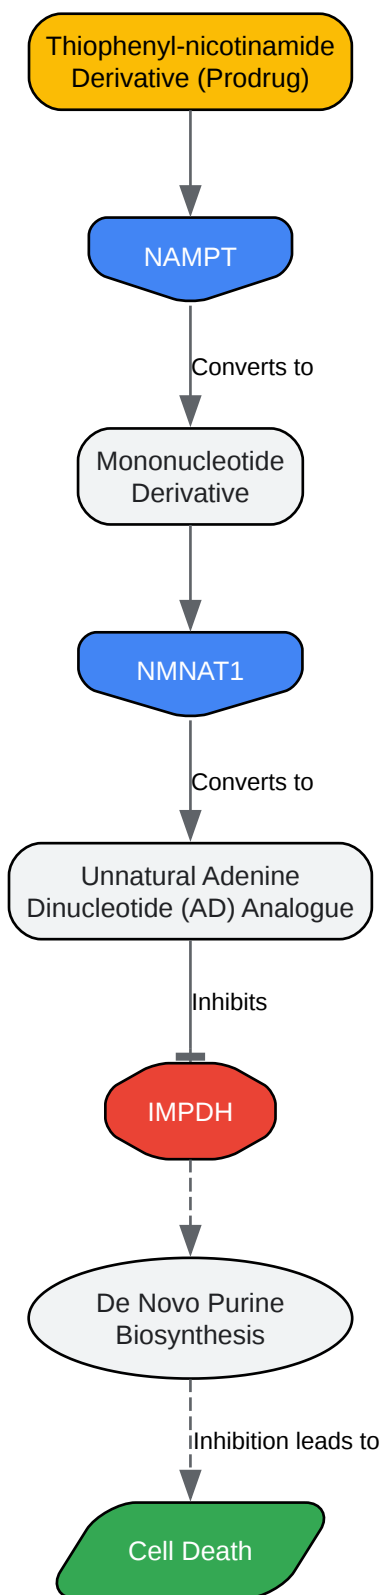 Thiophenyl-nicotinamide
Derivative (Prodrug)
NAMPT
Converts to
Mononucleotide
Derivative
NMNAT1
Converts to
Unnatural Adenine
Dinucleotide (AD) Analogue
Inhibits
IMPDH
De Novo Purine
Biosynthesis
Inhibition leads to
Cell Death